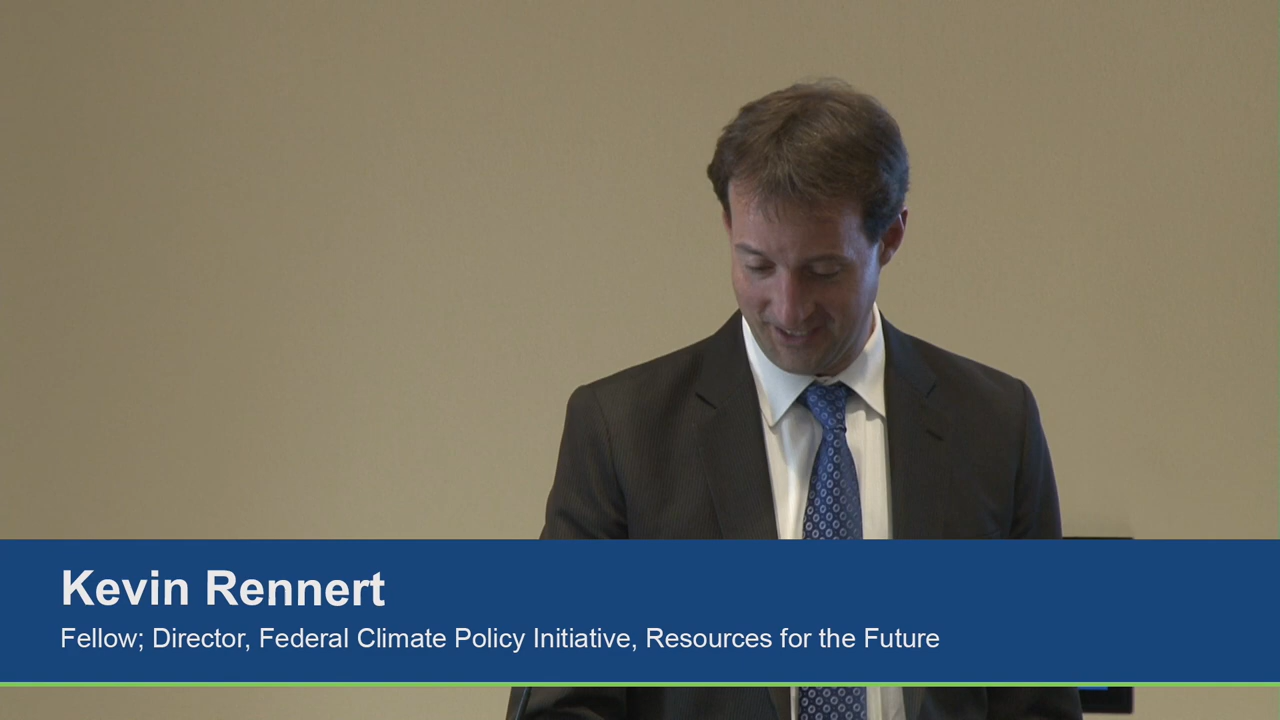 Kevin Rennert
Fellow; Director, Federal Climate Policy Initiative, Resources for the Future